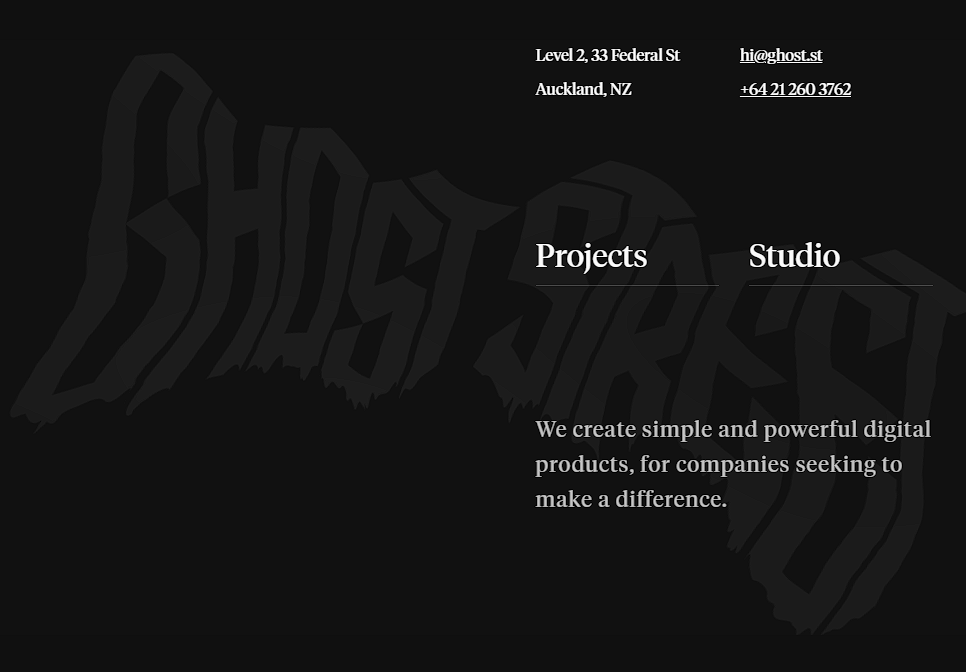 GHOST STREET
Level 2, 33 Federal St
Auckland, NZ
hi@ghost.st
+64 21 260 3762
Projects
Studio
We create simple and powerful digital
products, for companies seeking to
make a difference.